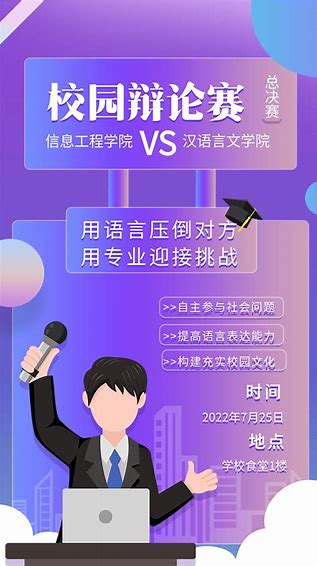 校园辩论赛
总决赛
信息工程学院 VS 汉语言文学院
用语言压倒对方
用专业迎接挑战
>>自主参与社会问题
>>提高语言表达能力
>>构建充实校园文化
时间
2022年7月25日
地点
学校食堂1楼